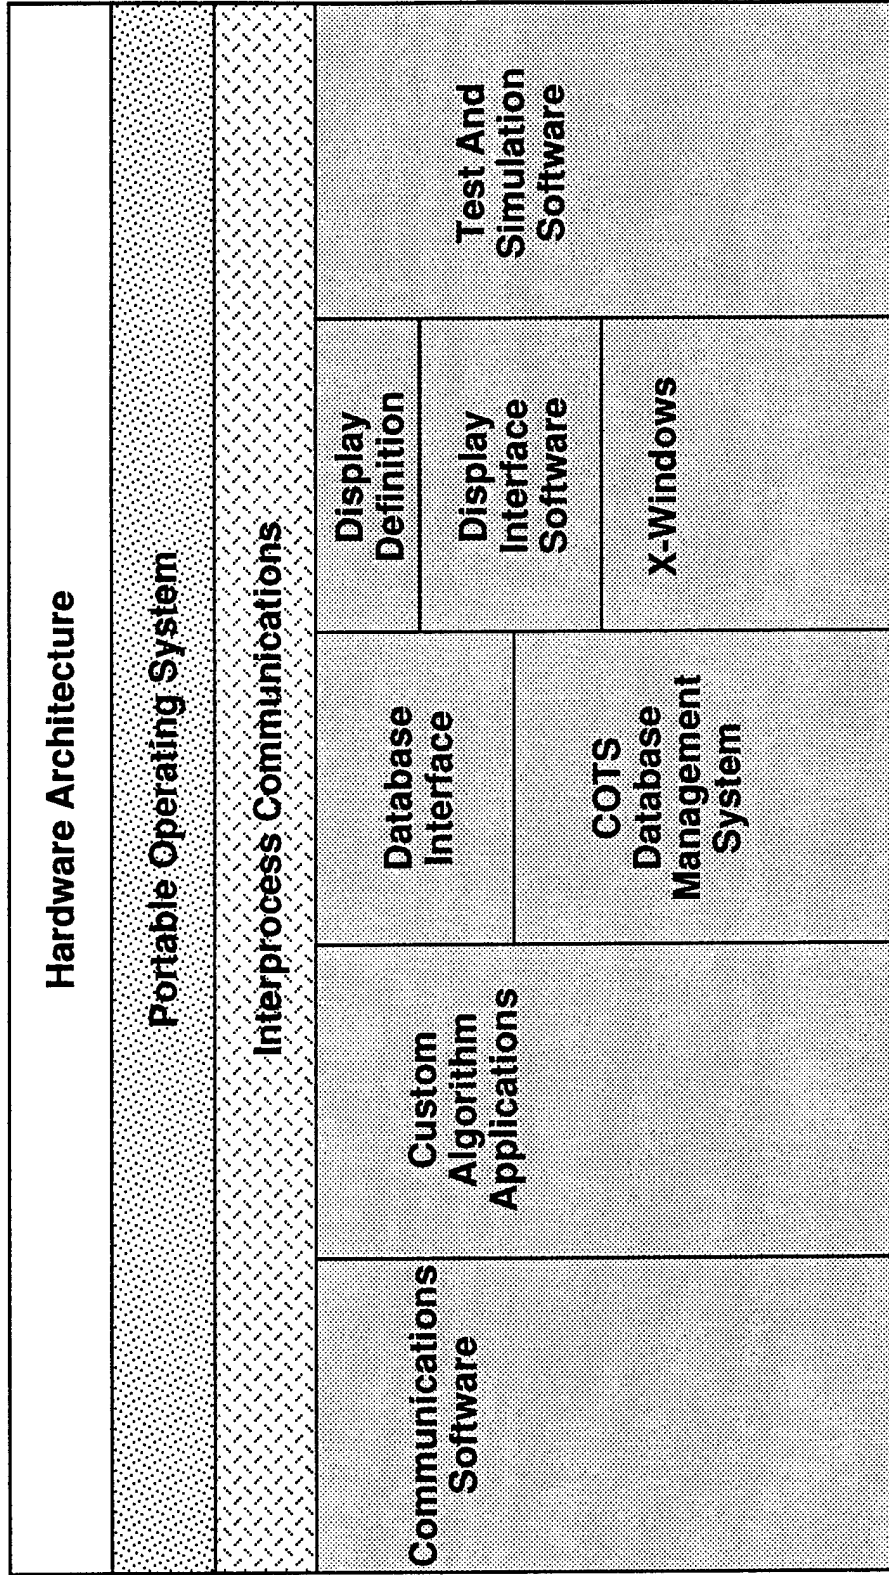 Hardware Architecture
Portable Operating System
Interprocess Communications
Communications
Software
Custom
Algorithm
Applications
Database
Interface
COTS
Database
Management
System
Display
Definition
Display
Interface
Software
X-Windows
Test And
Simulation
Software